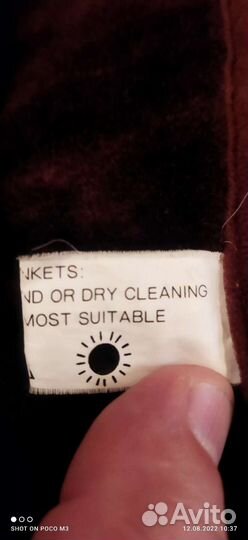 NKETS:
ND OR DRY CLEANING
MOST SUITABLE
SHOT ON POCO M3
12.08.2022 10:37
Avito